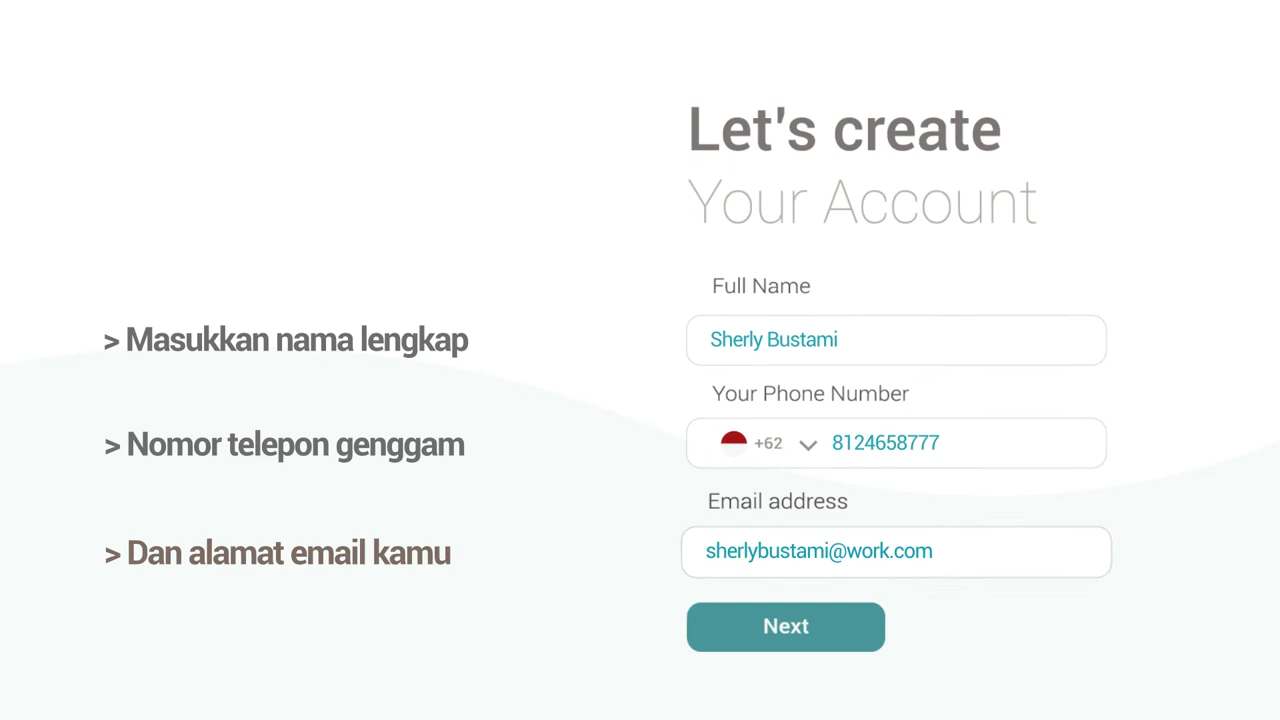 Let's create
Your Account
Full Name
> Masukkan nama lengkap
Sherly Bustami
Your Phone Number
> Nomor telepon genggam
+62 8124658777
Email address
> Dan alamat email kamu
sherlybustami@work.com
Next